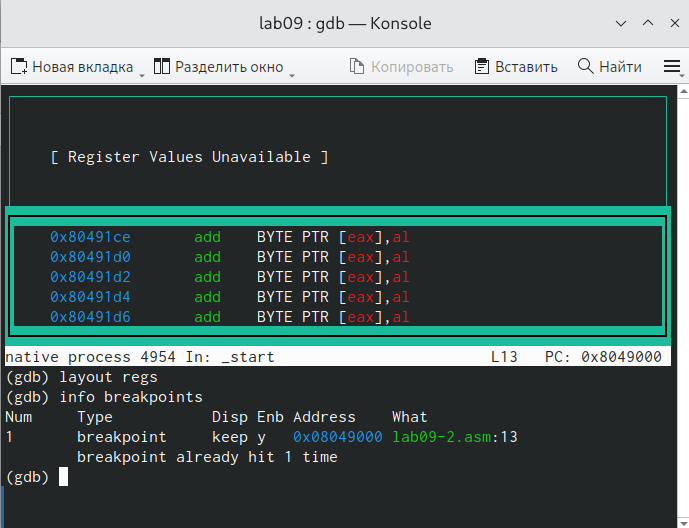 lab09 : gdb — Konsole
Новая вкладка Разделить окно Копировать Вставить Найти
[ Register Values Unavailable ]
0x80491ce add BYTE PTR [eax],al
0x80491d0 add BYTE PTR [eax],al
0x80491d2 add BYTE PTR [eax],al
0x80491d4 add BYTE PTR [eax],al
0x80491d6 add BYTE PTR [eax],al
native process 4954 In: _start L13 PC: 0x8049000
(gdb) layout regs
(gdb) info breakpoints
Num Type Disp Enb Address What
1 breakpoint keep y 0x08049000 lab09-2.asm:13
breakpoint already hit 1 time
(gdb)